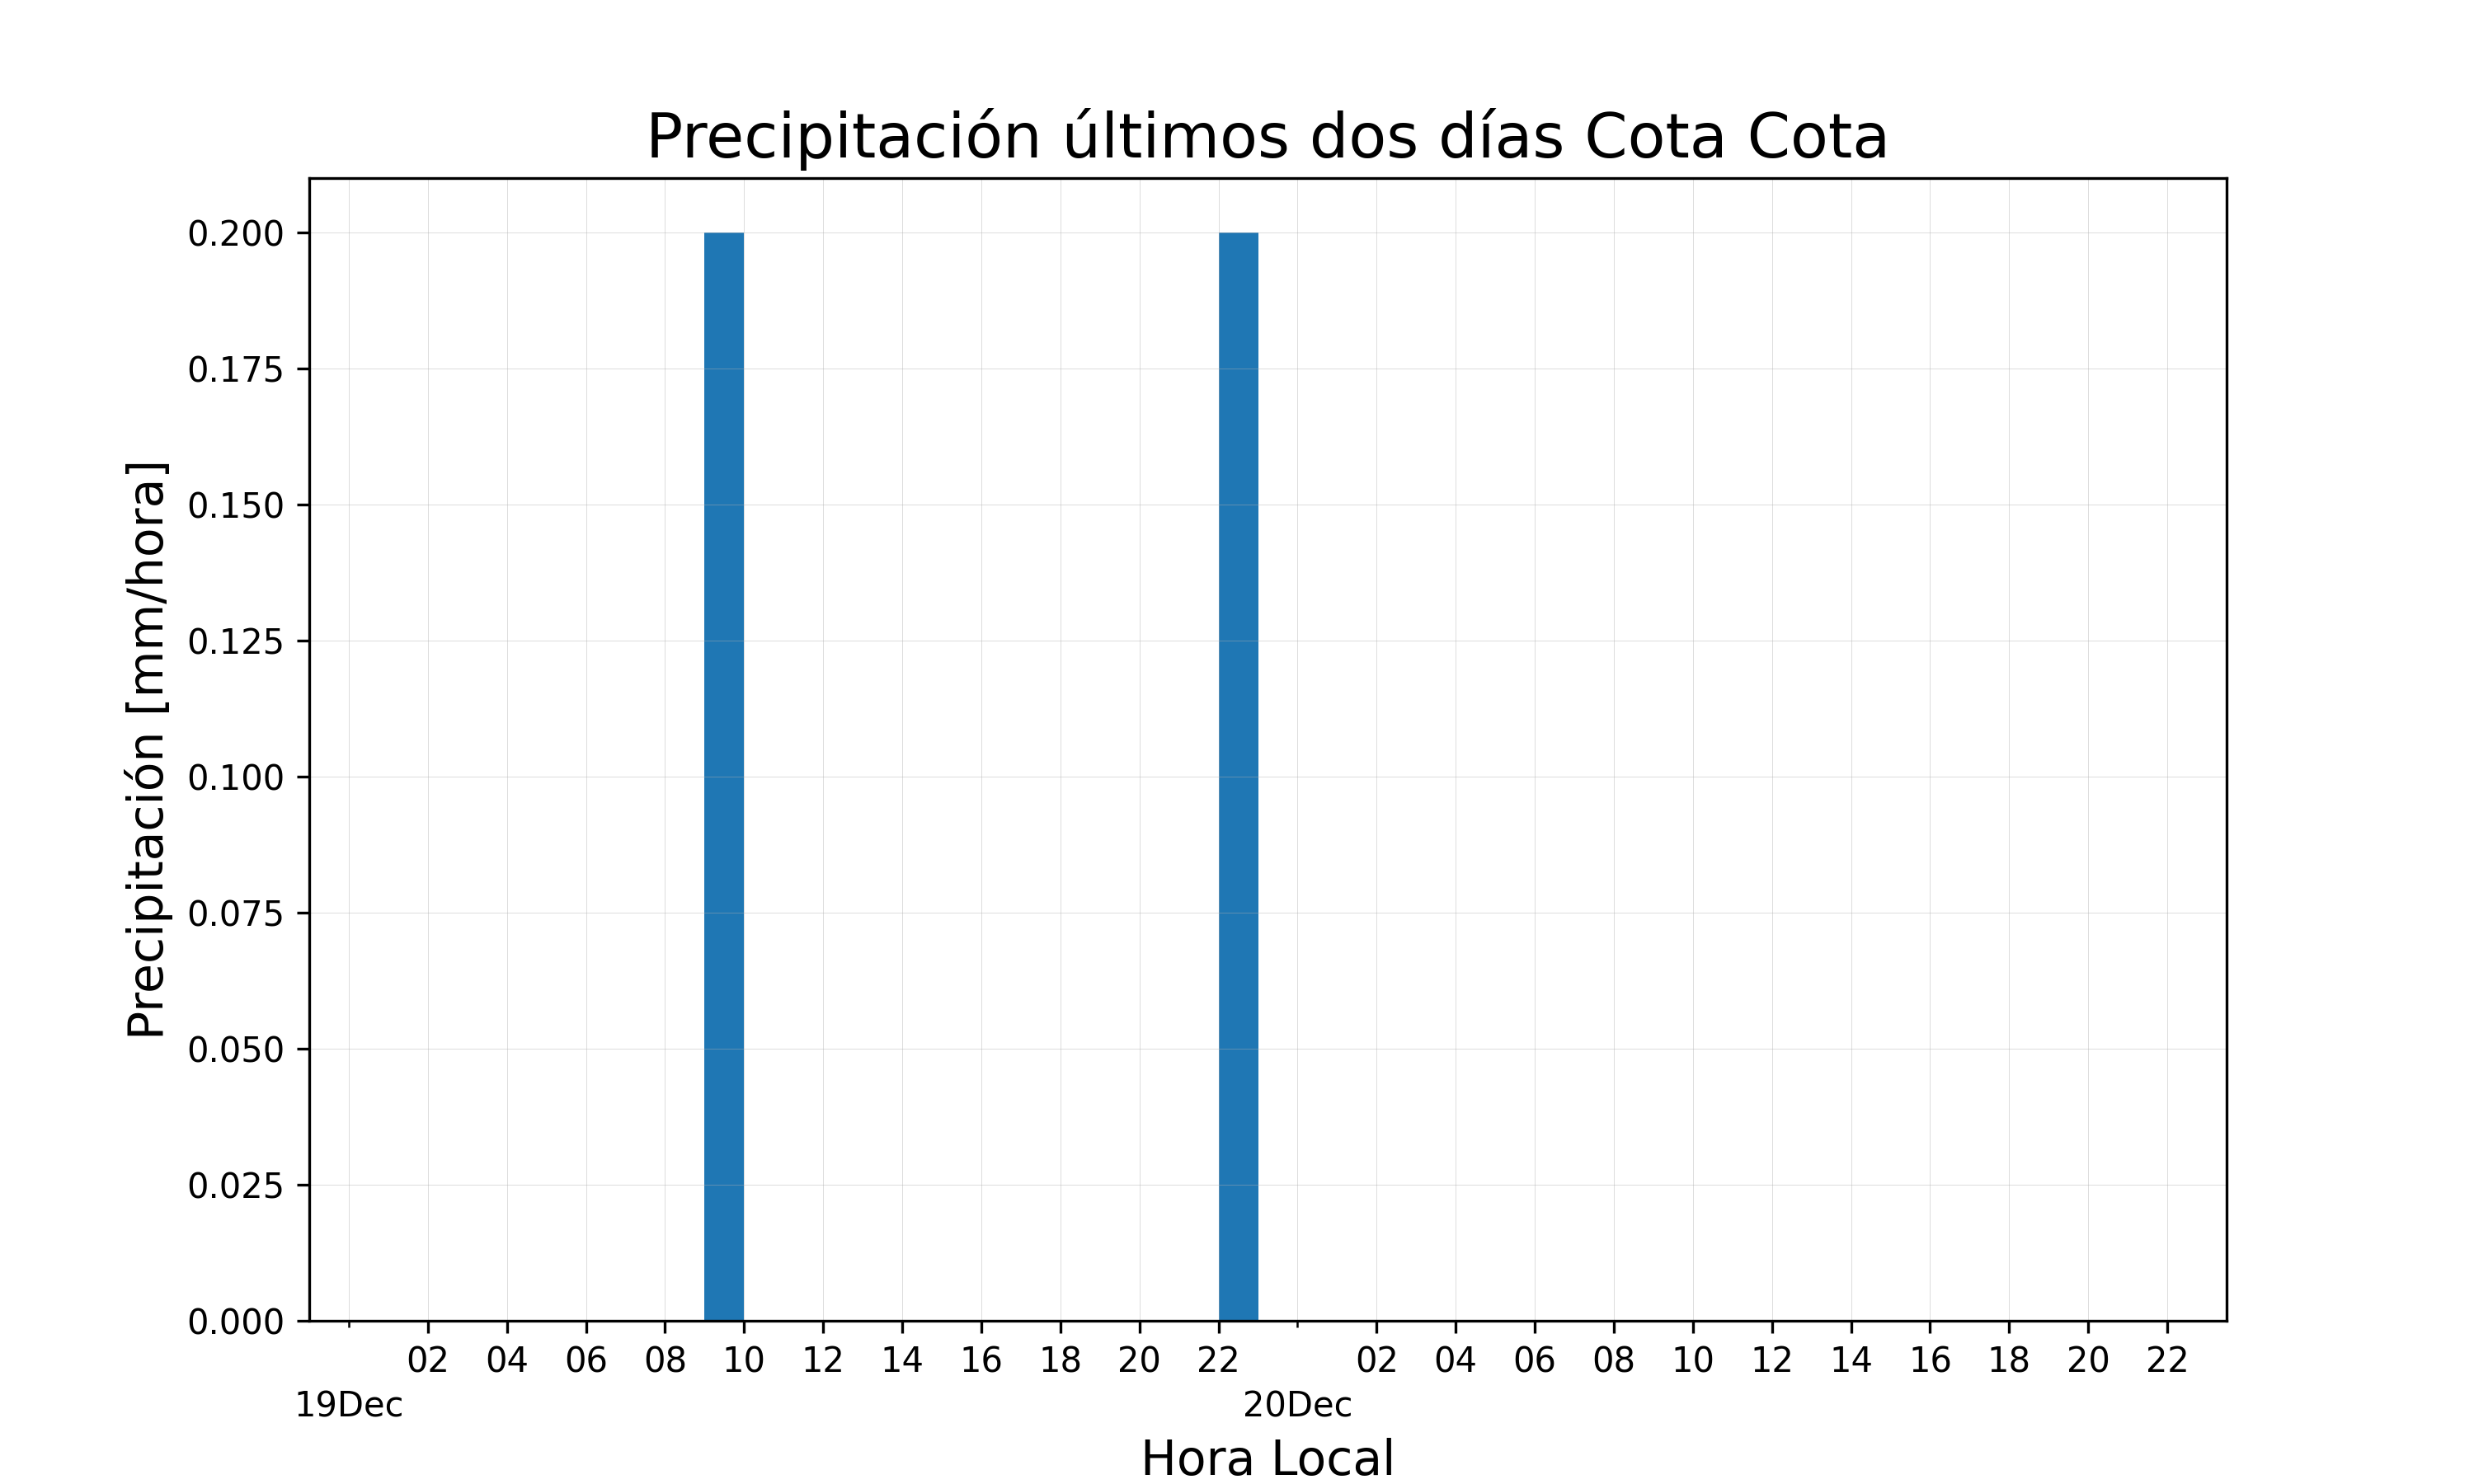 Precipitación últimos dos días Cota Cota
Precipitación [mm/hora]
0.200
0.175
0.150
0.125
0.100
0.075
0.050
0.025
0.000
02 04 06 08 10 12 14 16 18 20 22 02 04 06 08 10 12 14 16 18 20 22
19Dec 20Dec
Hora Local